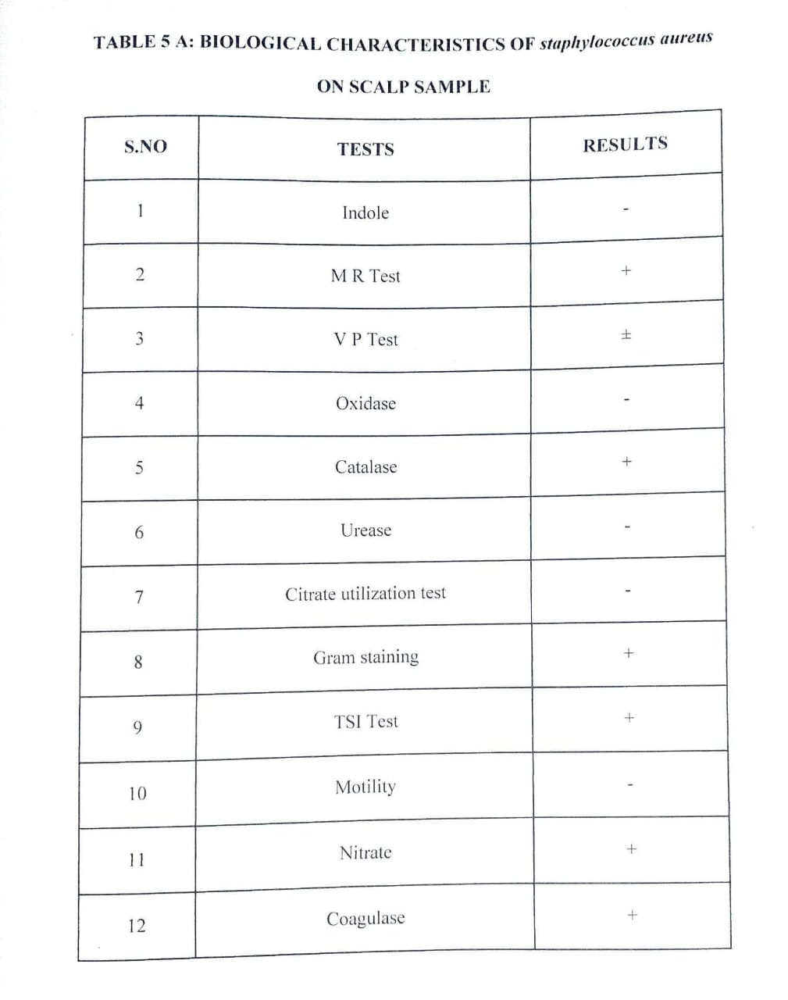 TABLE 5 A: BIOLOGICAL CHARACTERISTICS OF staphylococcus aureus
ON SCALP SAMPLE
S.NO TESTS RESULTS
1 Indole -
2 M R Test +
3 V P Test ±
4 Oxidase -
5 Catalase +
6 Urease -
7 Citrate utilization test -
8 Gram staining +
9 TSI Test +
10 Motility -
11 Nitrate +
12 Coagulase +